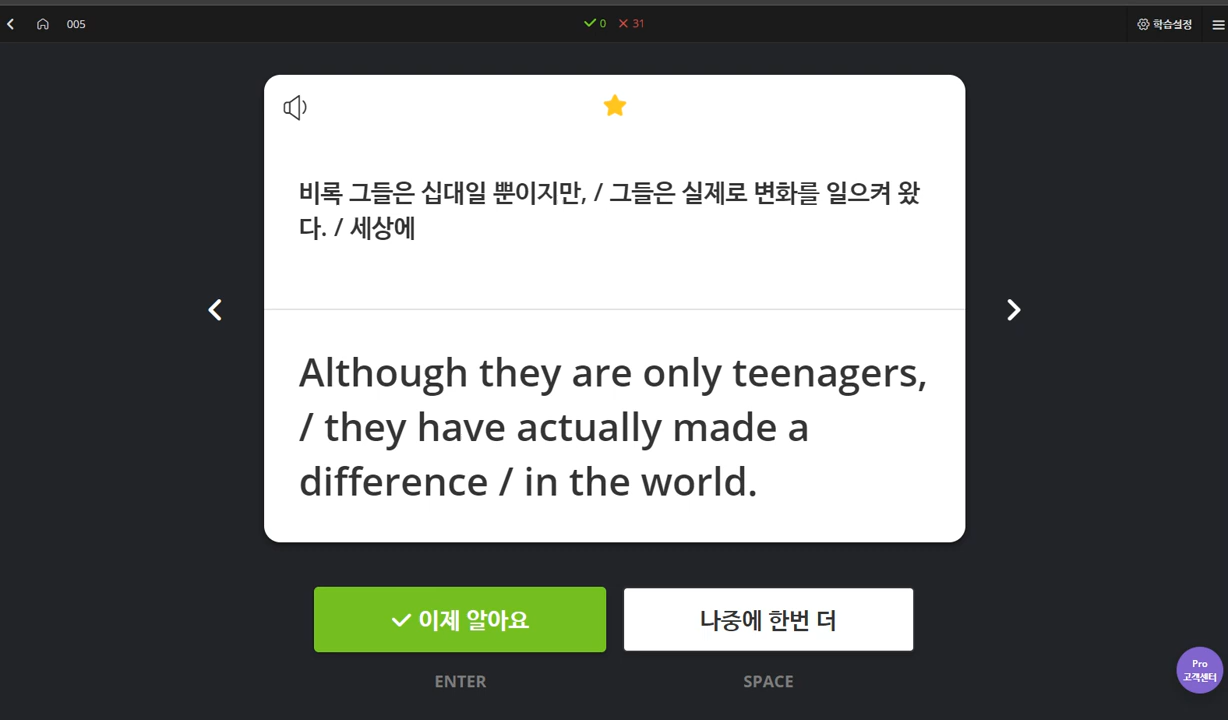 005
0
31
학습설정
비록 그들은 십대일 뿐이지만, / 그들은 실제로 변화를 일으켜 왔
다. / 세상에
Although they are only teenagers,
/ they have actually made a
difference / in the world.
이제 알아요
나중에 한번 더
ENTER
SPACE
Pro
고객센터